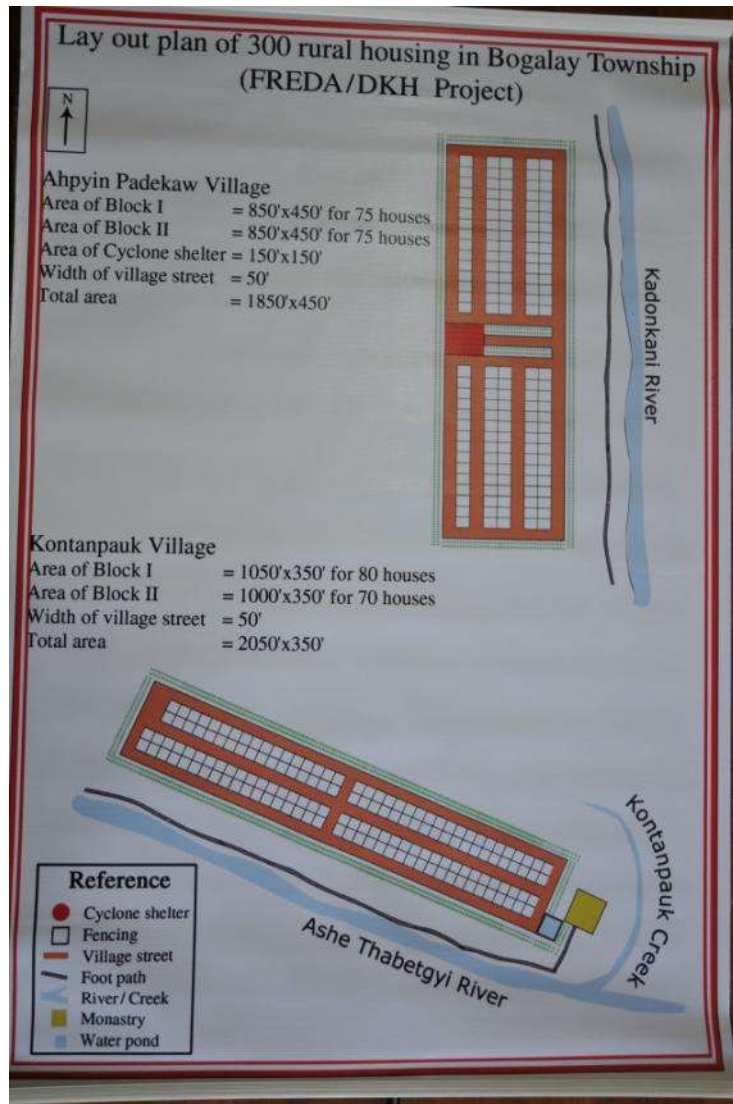 Lay out plan of 300 rural housing in Bogalay Township
(FREDA/DKH Project)
N
Ahpyin Padekaw Village
Area of Block I = 850'x450' for 75 houses
Area of Block II = 850'x450' for 75 houses
Area of Cyclone shelter = 150'x150'
Width of village street = 50'
Total area = 1850'x450'
Kadonkani River
Kontanpauk Village
Area of Block I = 1050'x350' for 80 houses
Area of Block II = 1000'x350' for 70 houses
Width of village street = 50'
Total area = 2050'x350'
Kontanpauk Creek
Ashe Thabetgyi River
Reference
Cyclone shelter
Fencing
Village street
Foot path
River/Creek
Monastry
Water pond